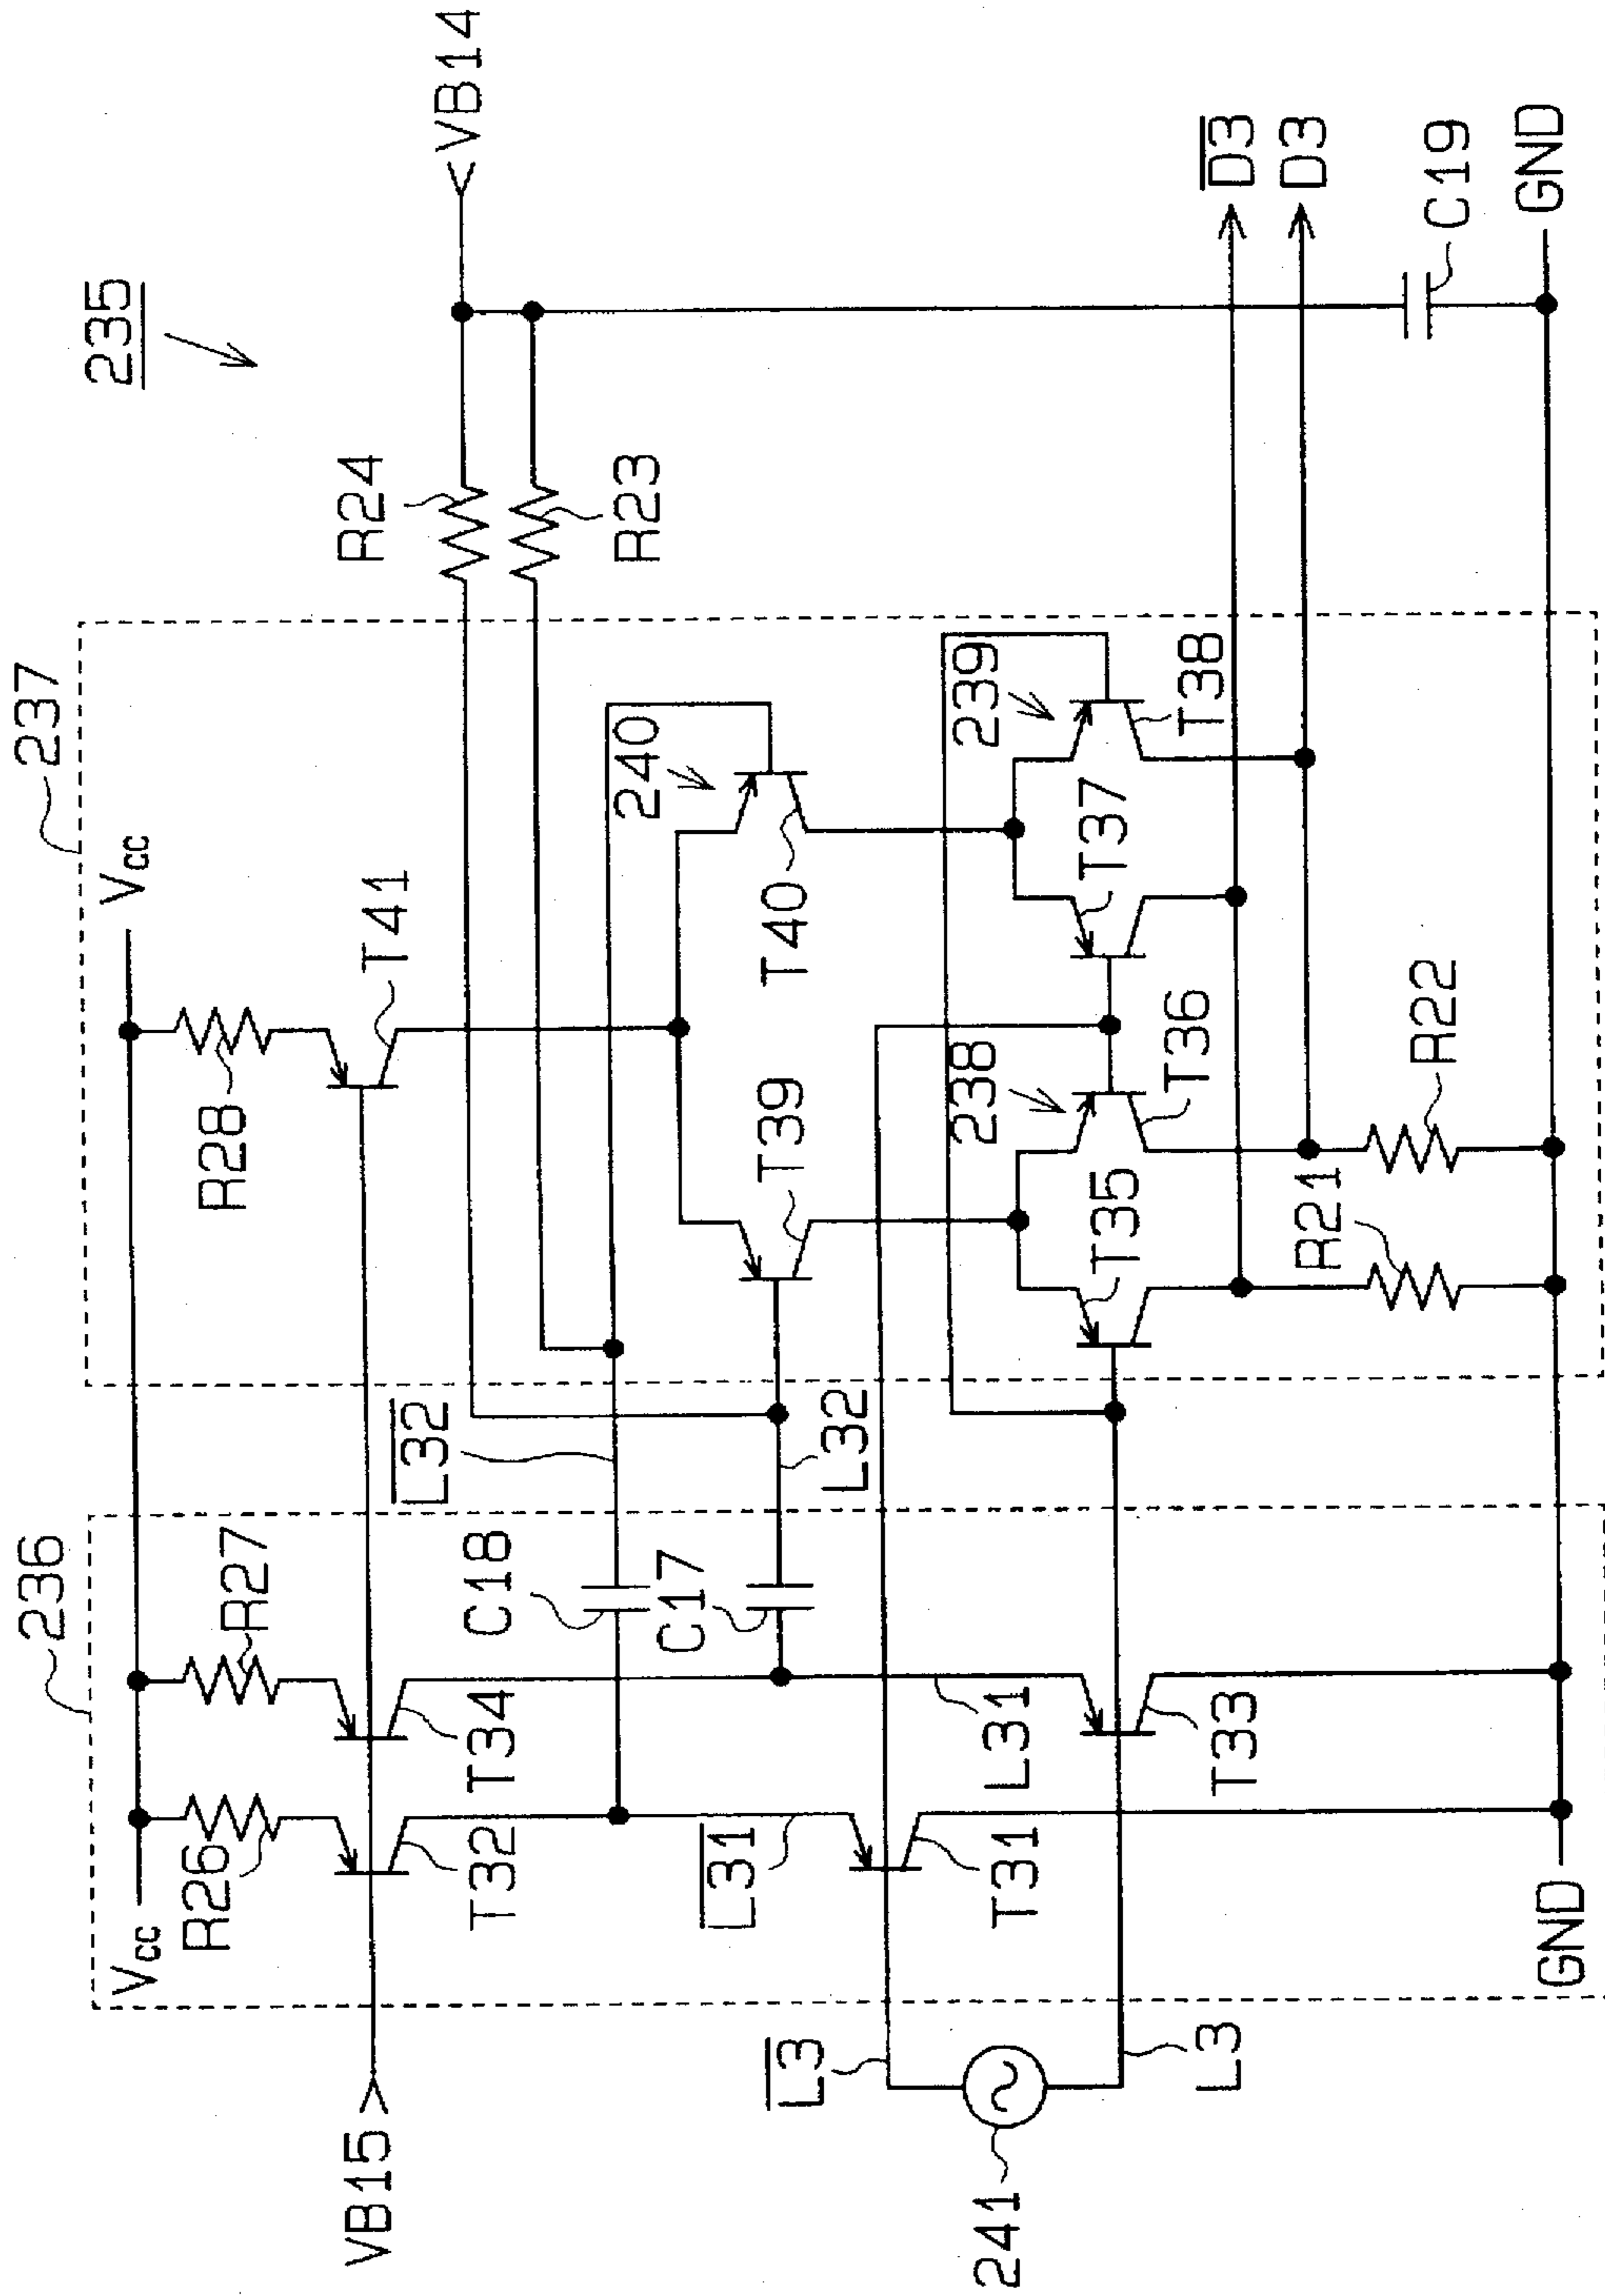 235
237
236
VCC
VCC
R28
T41
R27
R26
T34
T32
VB15
VB14
R24
R23
L32
L32
C18
C17
240
T40
T39
L31
L31
239
T38
T37
238
T36
T35
T33
T31
L3
L3
241
R22
R21
D3
D3
C19
GND
GND